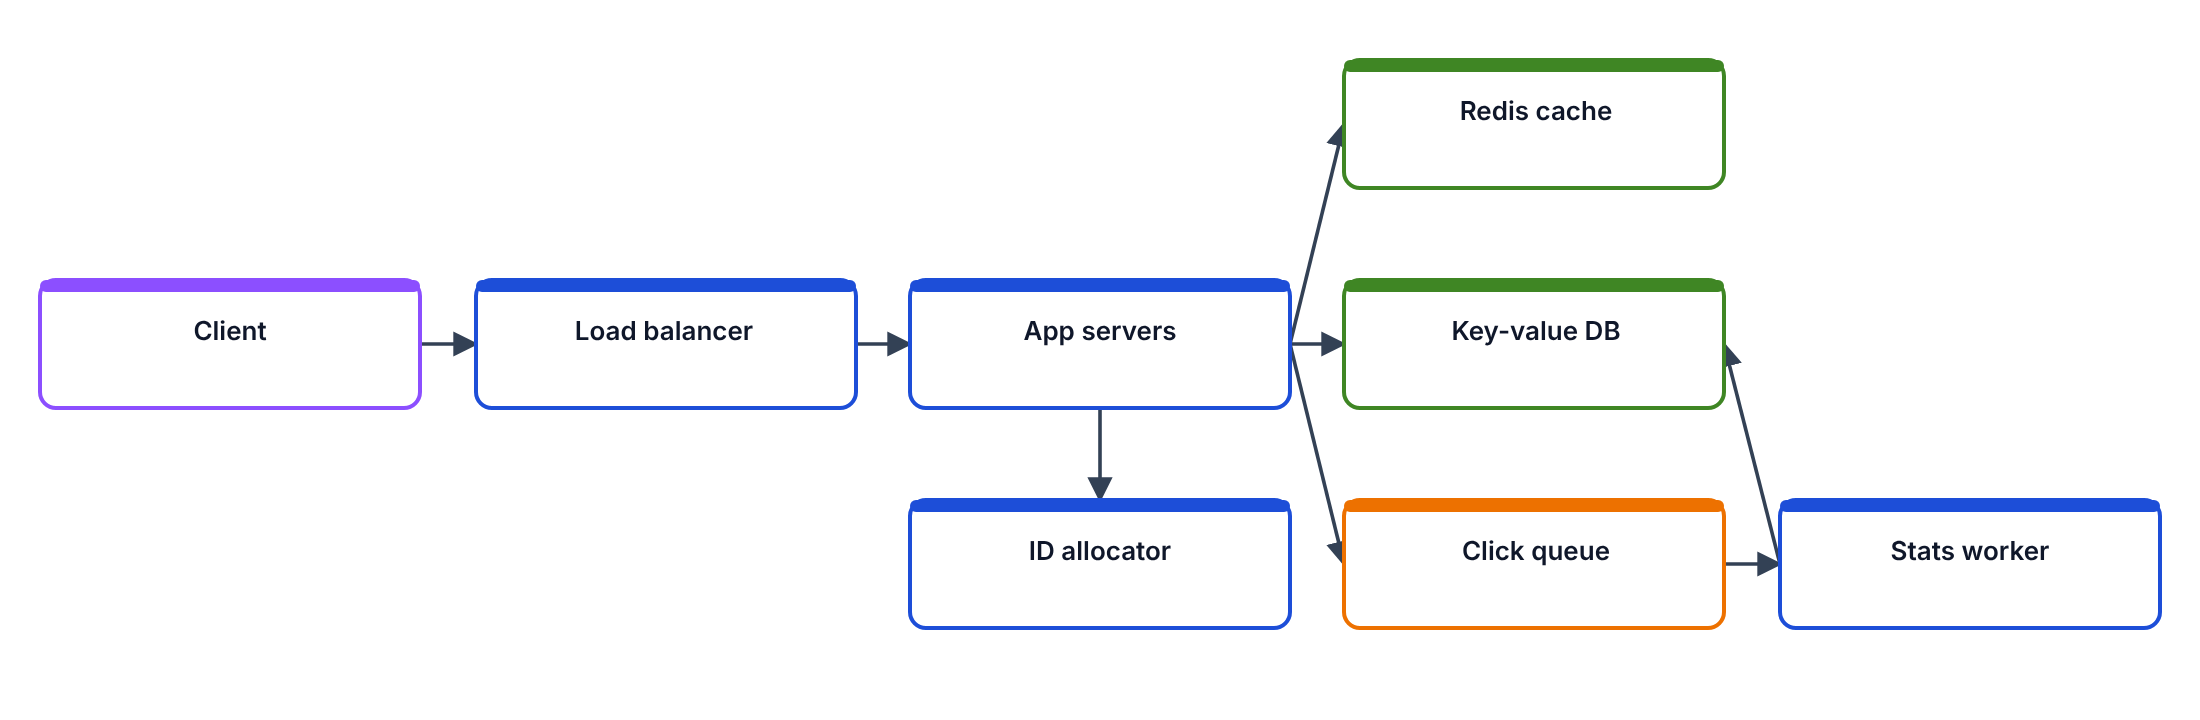 Redis cache
Client
Load balancer
App servers
Key-value DB
ID allocator
Click queue
Stats worker